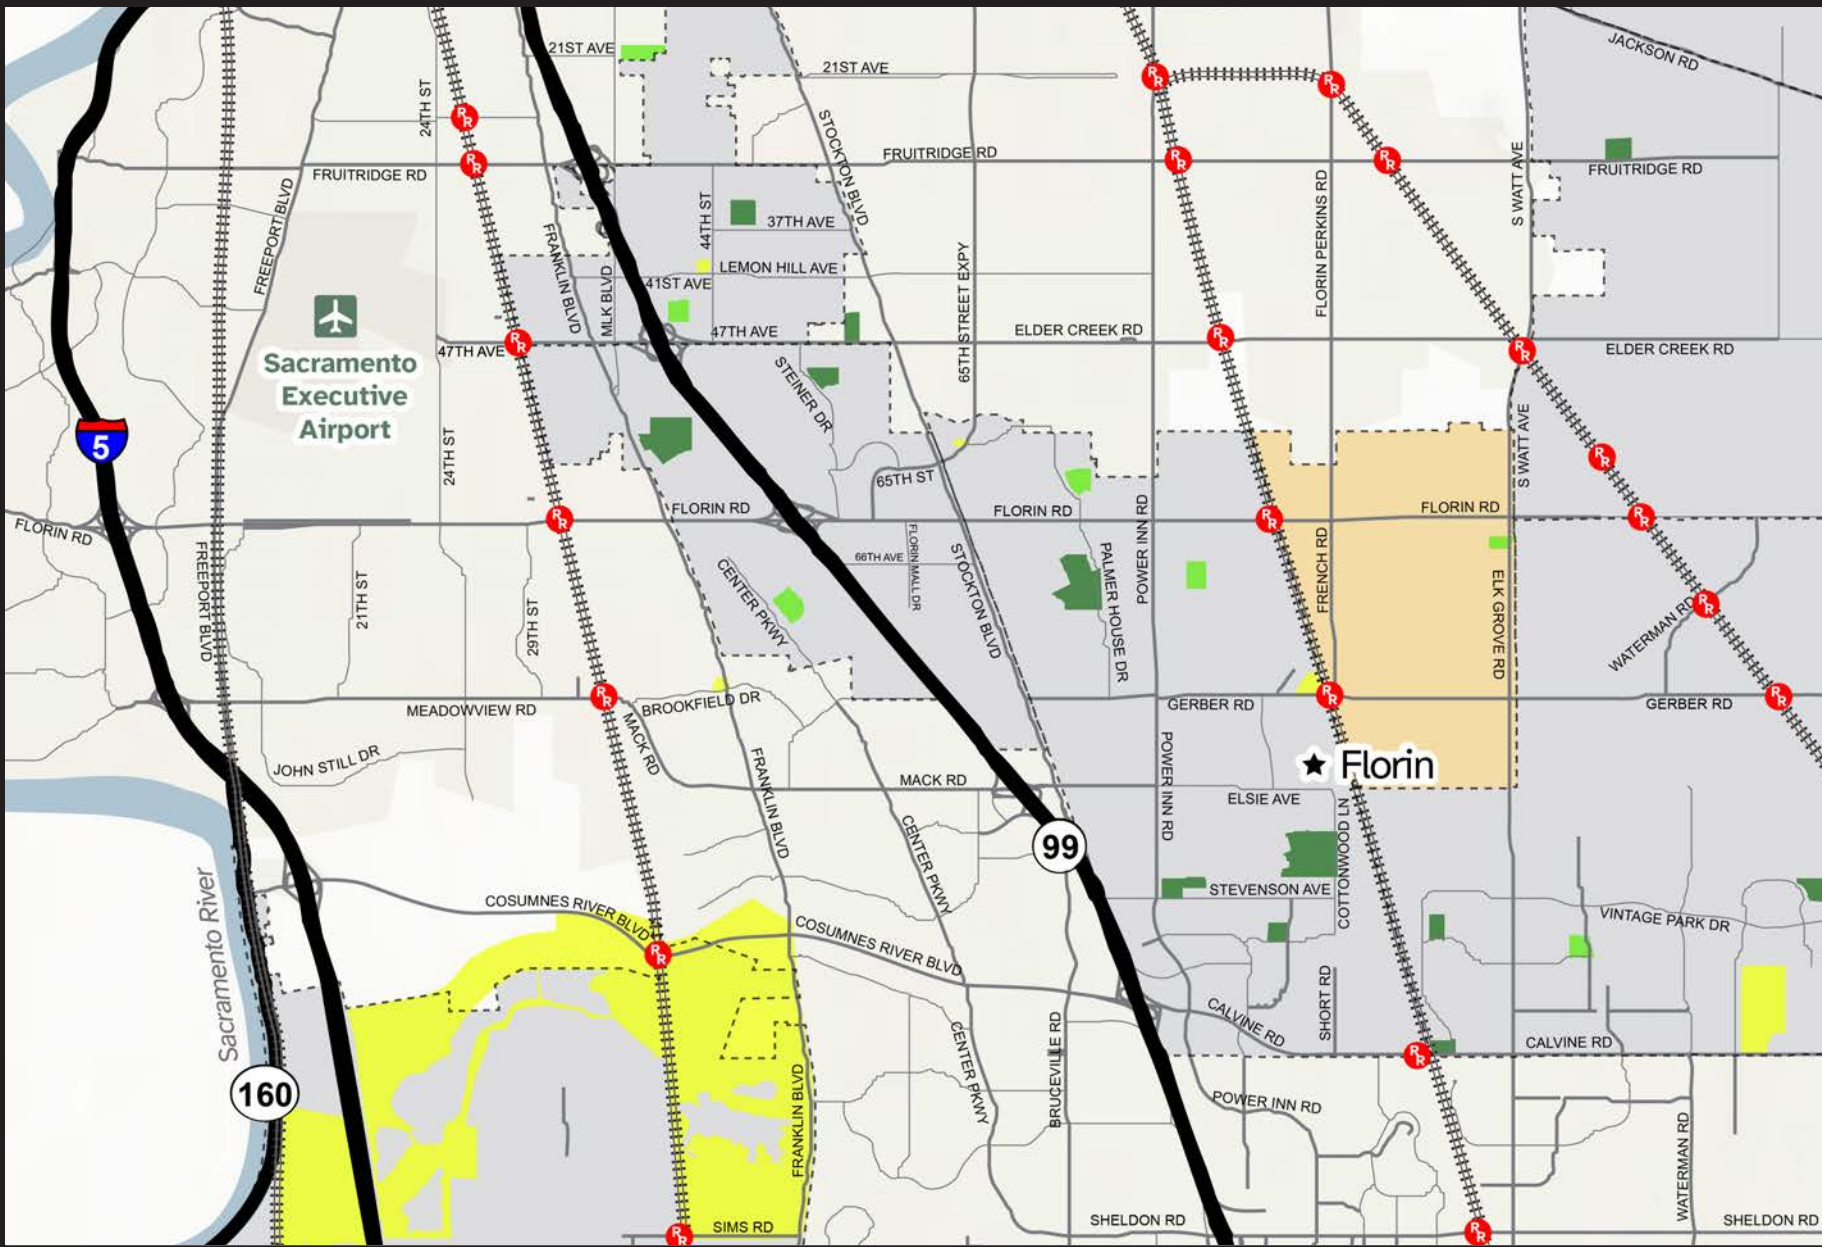 JACKSON RD
21ST AVE
21ST AVE
24TH ST
R R
R R
R R
R R
STOCKTON BLVD
FRUITRIDGE RD
FRUITRIDGE RD
FRUITRIDGE RD
R R
R R
R R
S WATT AVE
FREEPORT BLVD
FRANKLIN BLVD
MLK BLVD
44TH ST
37TH AVE
LEMON HILL AVE
41ST AVE
47TH AVE
47TH AVE
R R
65TH STREET EXPY
ELDER CREEK RD
R R
FLORIN PERKINS RD
R R
ELDER CREEK RD
Sacramento
Executive
Airport
STEINER DR
5
24TH ST
65TH ST
S WATT AVE
R R
FLORIN RD
FLORIN RD
FLORIN RD
FLORIN RD
R R
R R
R R
POWER INN RD
FREEPORT BLVD
21TH ST
29TH ST
CENTER PKWY
66TH AVE
FLORIN MALL DR
STOCKTON BLVD
PALMER HOUSE DR
FRENCH RD
ELK GROVE RD
WATERMAN RD
R R
MEADOWVIEW RD
R R
BROOKFIELD DR
MACK RD
GERBER RD
R R
GERBER RD
R R
JOHN STILL DR
FRANKLIN BLVD
MACK RD
POWER INN RD
Florin
ELSIE AVE
COTTONWOOD LN
99
CENTER PKWY
STEVENSON AVE
VINTAGE PARK DR
Sacramento River
COSUMNES RIVER BLVD
R R
COSUMNES RIVER BLVD
CALVINE RD
SHORT RD
CALVINE RD
R R
160
FRANKLIN BLVD
CENTER PKWY
BRUCEVILLE RD
POWER INN RD
WATERMAN RD
SIMS RD
R R
SHELDON RD
R R
SHELDON RD